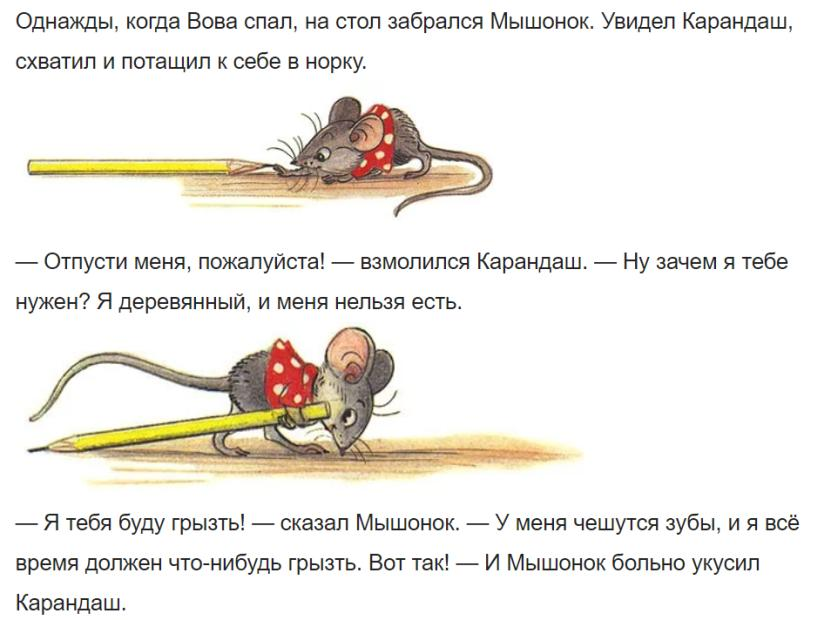 Однажды, когда Вова спал, на стол забрался Мышонок. Увидел Карандаш,
схватил и потащил к себе в норку.
— Отпусти меня, пожалуйста! — взмолился Карандаш. — Ну зачем я тебе
нужен? Я деревянный, и меня нельзя есть.
— Я тебя буду грызть! — сказал Мышонок. — У меня чешутся зубы, и я всё
время должен что-нибудь грызть. Вот так! — И Мышонок больно укусил
Карандаш.